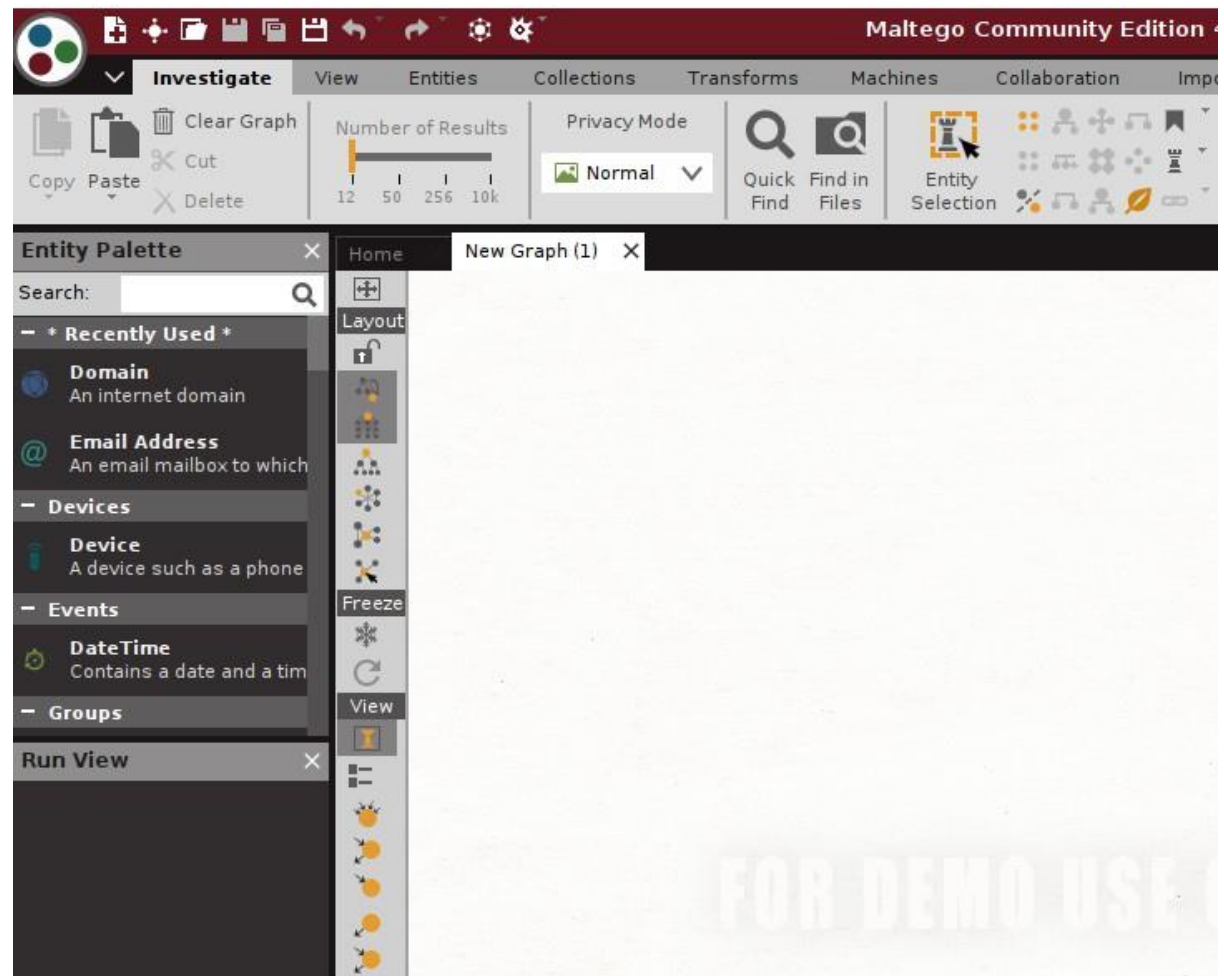 Maltego Community Edition 4
Investigate View Entities Collections Transforms Machines Collaboration Impo
Clear Graph
Cut
Delete
Copy Paste
Number of Results
12 50 256 10k
Privacy Mode
Normal
Quick Find
Find in Files
Entity Selection
Entity Palette
Home New Graph (1)
Search:
- * Recently Used *
Domain
An internet domain
@
Email Address
An email mailbox to which
- Devices
Device
A device such as a phone
- Events
DateTime
Contains a date and a tim
- Groups
Run View
Layout
Freeze
View
FOR DEMO USE